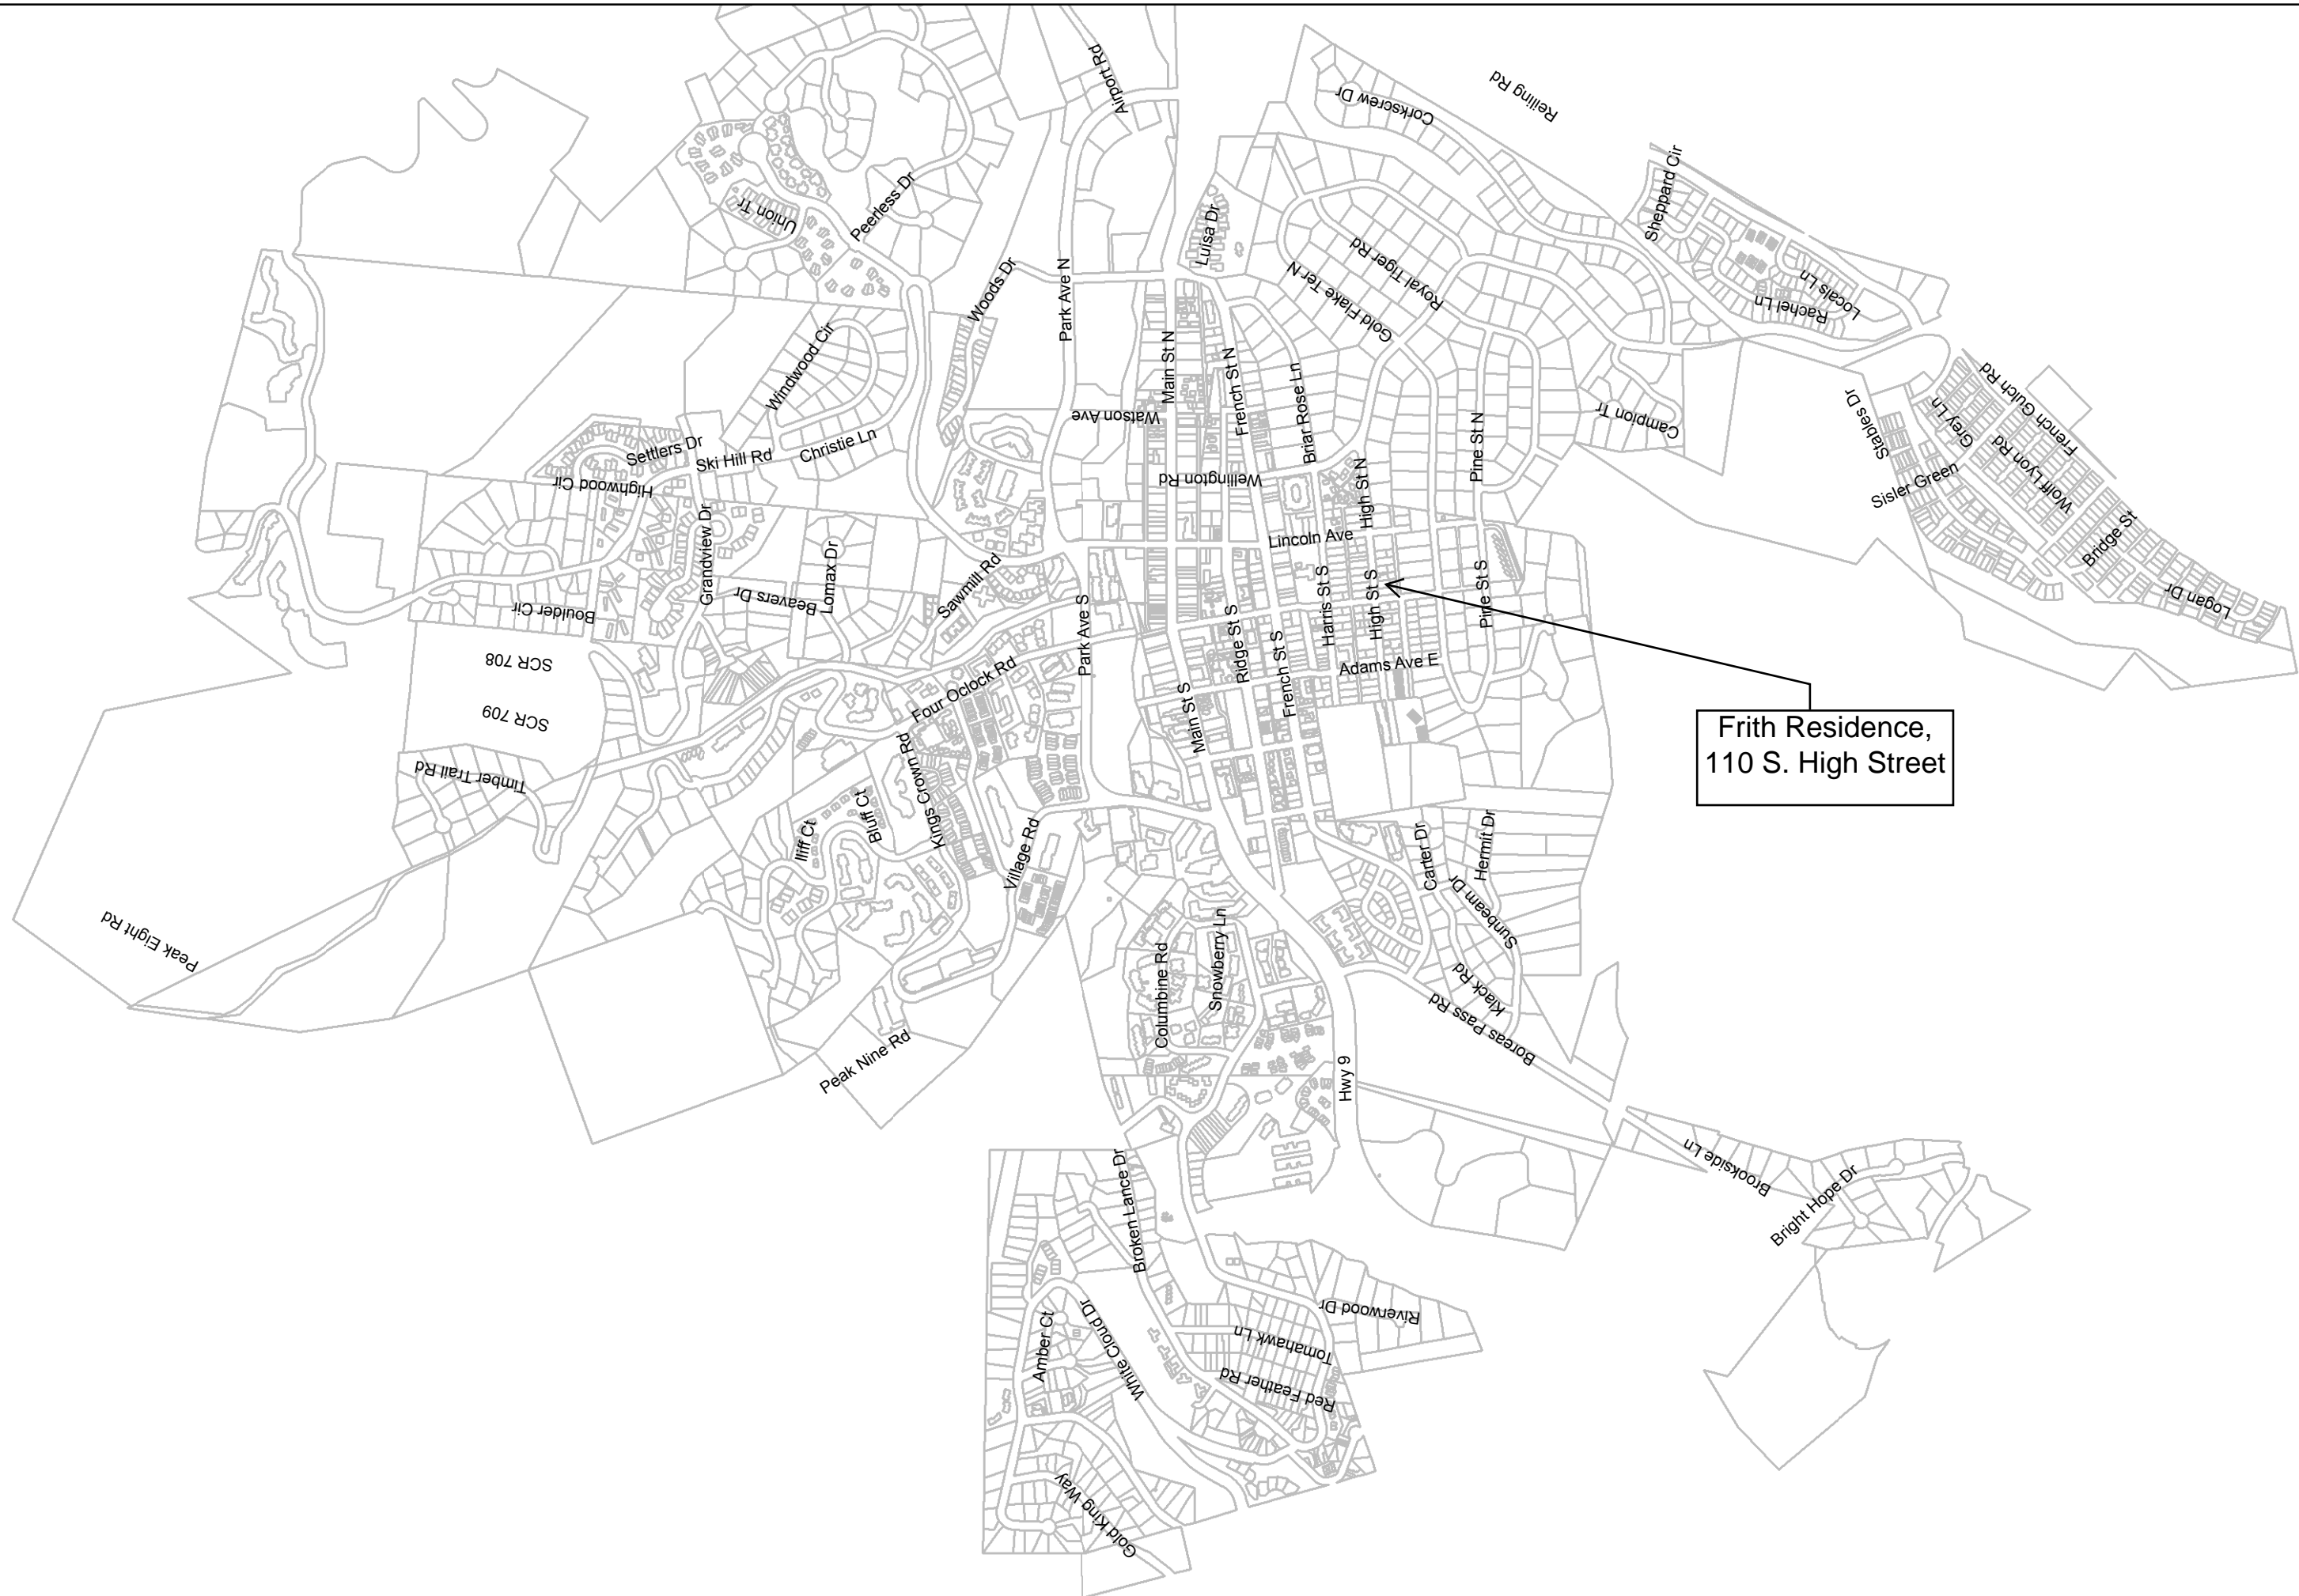 Airport Rd
Reiling Rd
Corkscrew Dr
Sheppard Cir
Peerless Dr
Union Tr
Luisa Dr
Woods Dr
Park Ave N
Gold Flake Ter N
Royal Tiger Rd
Locals Ln
Rachel Ln
Windwood Cir
Main St N
French St N
Briar Rose Ln
Watson Ave
Campion Tr
Stables Dr
Grey Ln
French Gulch Rd
Wolff Lyon Rd
Sisler Green
Bridge St
Logan Dr
Settlers Dr
Ski Hill Rd
Christie Ln
Highwood Cir
Wellington Rd
High St N
Pine St N
Grandview Dr
Lomax Dr
Lincoln Ave
Beavers Dr
Sawmill Rd
Boulder Cir
Park Ave S
Ridge St S
Harris St S
High St S
High St S
Pine St S
SCR 708
SCR 709
Four Oclock Rd
French St S
Adams Ave E
Main St S
Frith Residence,
110 S. High Street
Timber Trail Rd
Kings Crown Rd
Bluff Ct
Iliff Ct
Village Rd
Carter Dr
Hermit Dr
Sunbeam Dr
Peak Eight Rd
Columbine Rd
Snowberry Ln
Klack Rd
Boreas Pass Rd
Peak Nine Rd
Hwy 9
Brookside Ln
Bright Hope Dr
Broken Lance Dr
Riverwood Dr
Tomahawk Ln
Red Feather Rd
Amber Ct
White Cloud Dr
Gold King Way